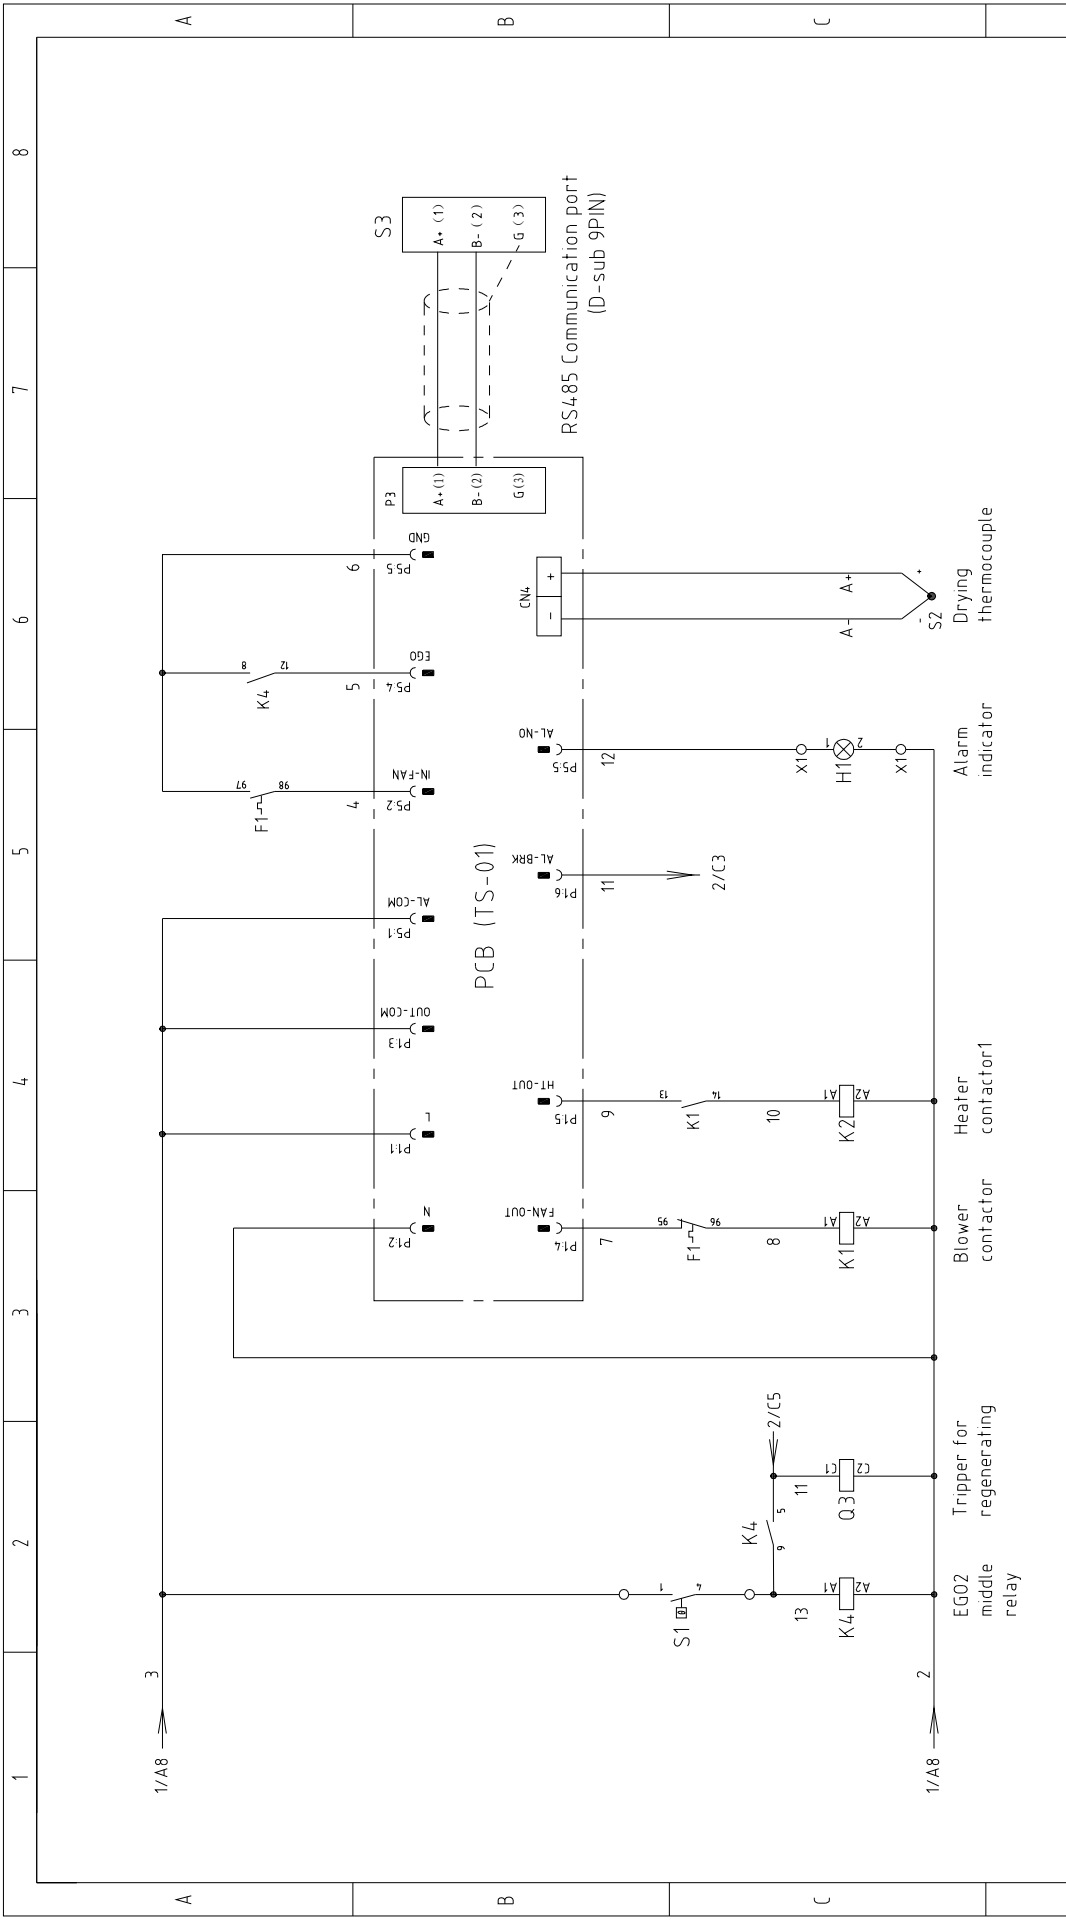 1
2
3
4
5
6
7
8
A
A
1/A8
3
K4
8
12
F1
97
98
6
5
4
B
B
P1:2
N
P1:1
L
P1:3
OUT-COM
P5:1
AL-COM
P5:2
IN-FAN
P5:4
EGO
P5:5
GND
P3
A+(1)
B-(2)
G(3)
S3
A+ (1)
B- (2)
G (3)
PCB (TS-01)
P1:4
FAN-OUT
P1:5
HT-OUT
P1:6
AL-BRK
P5:5
AL-NO
CN4
-
+
RS485 Communication port
(D-sub 9PIN)
7
9
11
12
C
C
S1
1
4
F1
95
96
K1
13
14
2/C3
K4
9
5
2/C5
13
11
8
10
K4
A1
A2
Q3
C1
C2
K1
A1
A2
K2
A1
A2
X1
H1
1
2
X1
A-
A+
-
+
S2
1/A8
2
EGO2
middle
relay
Tripper for
regenerating
Blower
contactor
Heater
contactor1
Alarm
indicator
Drying
thermocouple